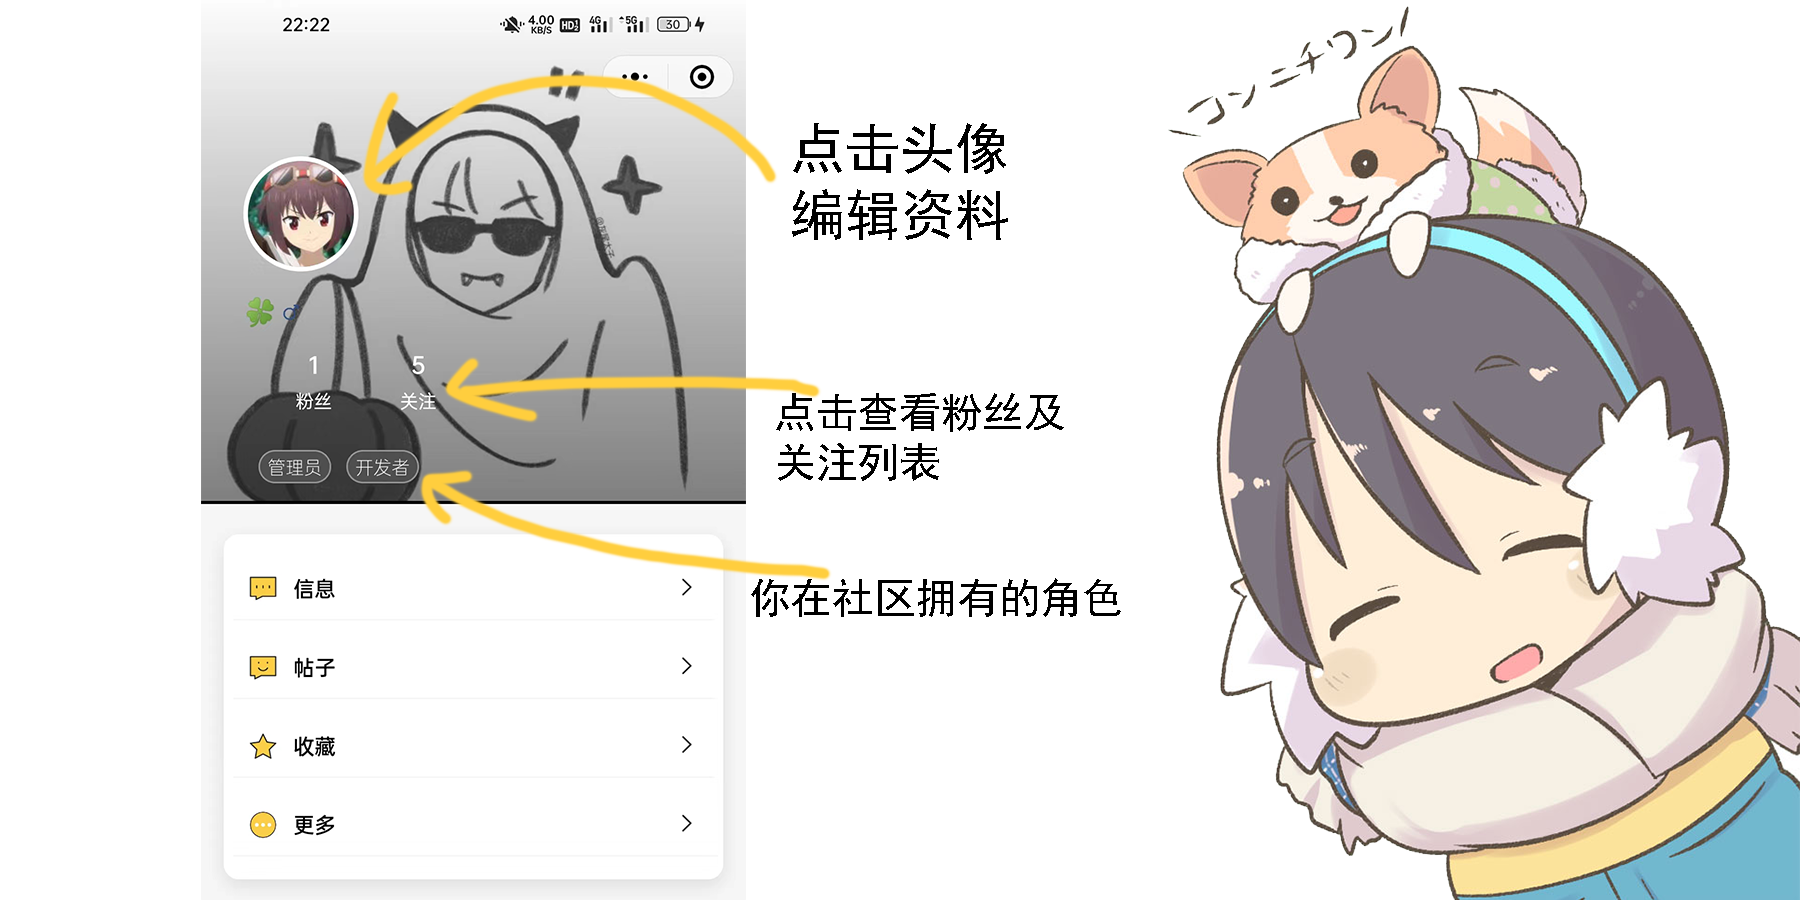 22:22
4.00
KB/S
HD
4G
5G
30
コンニチワン!
点击头像
编辑资料
1
5
粉丝
关注
点击查看粉丝及
关注列表
管理员
开发者
你在社区拥有的角色
信息
帖子
收藏
更多